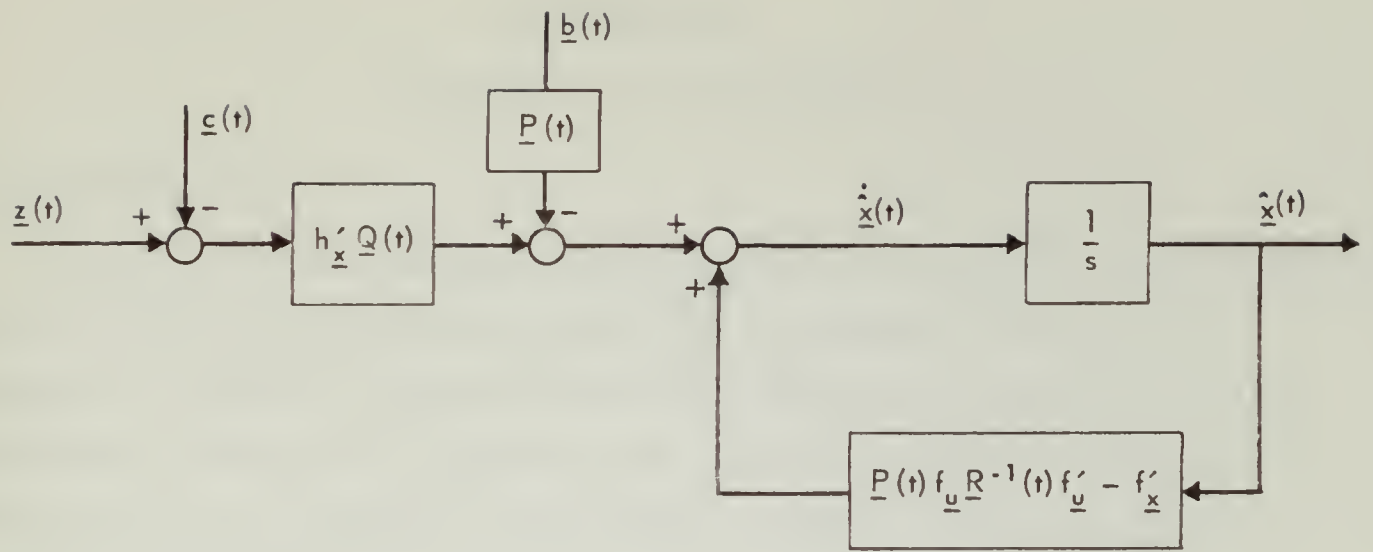 b(t)
c(t)
P(t)
z(t)
+
-
h′x Q(t)
+
-
+
+
ẋ̂(t)
1
s
x̂(t)
P(t) fu R⁻¹(t) f′u - f′x